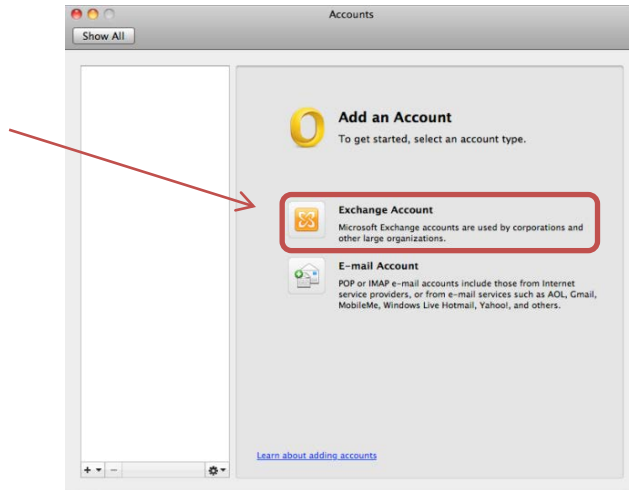 Accounts
Show All
Add an Account
To get started, select an account type.
Exchange Account
Microsoft Exchange accounts are used by corporations and
other large organizations.
E-mail Account
POP or IMAP e-mail accounts include those from Internet
service providers, or from e-mail services such as AOL, Gmail,
MobileMe, Windows Live Hotmail, Yahoo!, and others.
Learn about adding accounts